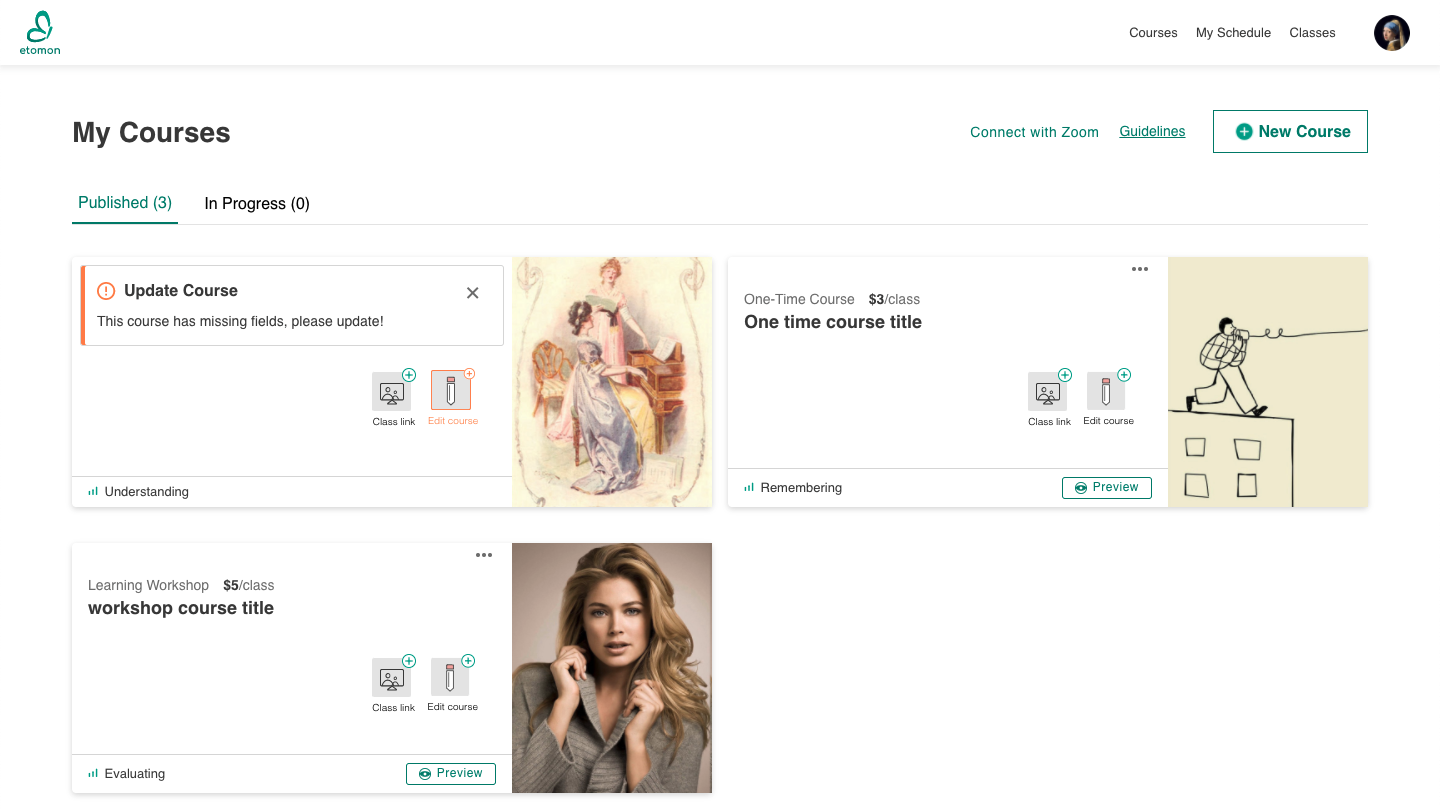 etomon
Courses My Schedule Classes
My Courses
Connect with Zoom Guidelines New Course
Published (3) In Progress (0)
Update Course
This course has missing fields, please update!
Class link Edit course
Understanding
One-Time Course $3/class
One time course title
Class link Edit course
Remembering Preview
Learning Workshop $5/class
workshop course title
Class link Edit course
Evaluating Preview